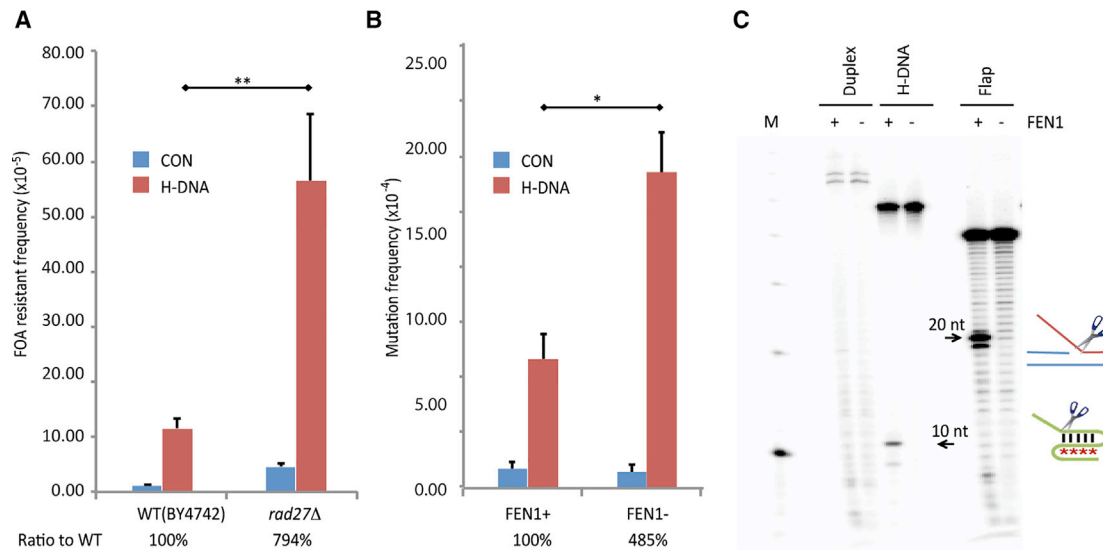 A
FOA resistant frequency (x10-5)
80.00
70.00
60.00
50.00
40.00
30.00
20.00
10.00
0.00
**
CON
H-DNA
WT(BY4742)
rad27Δ
Ratio to WT
100%
794%
B
Mutation frequency (x10-4)
25.00
20.00
15.00
10.00
5.00
0.00
*
CON
H-DNA
FEN1+
FEN1-
100%
485%
C
Duplex
H-DNA
Flap
M
+ - + - + - FEN1
20 nt
10 nt
****